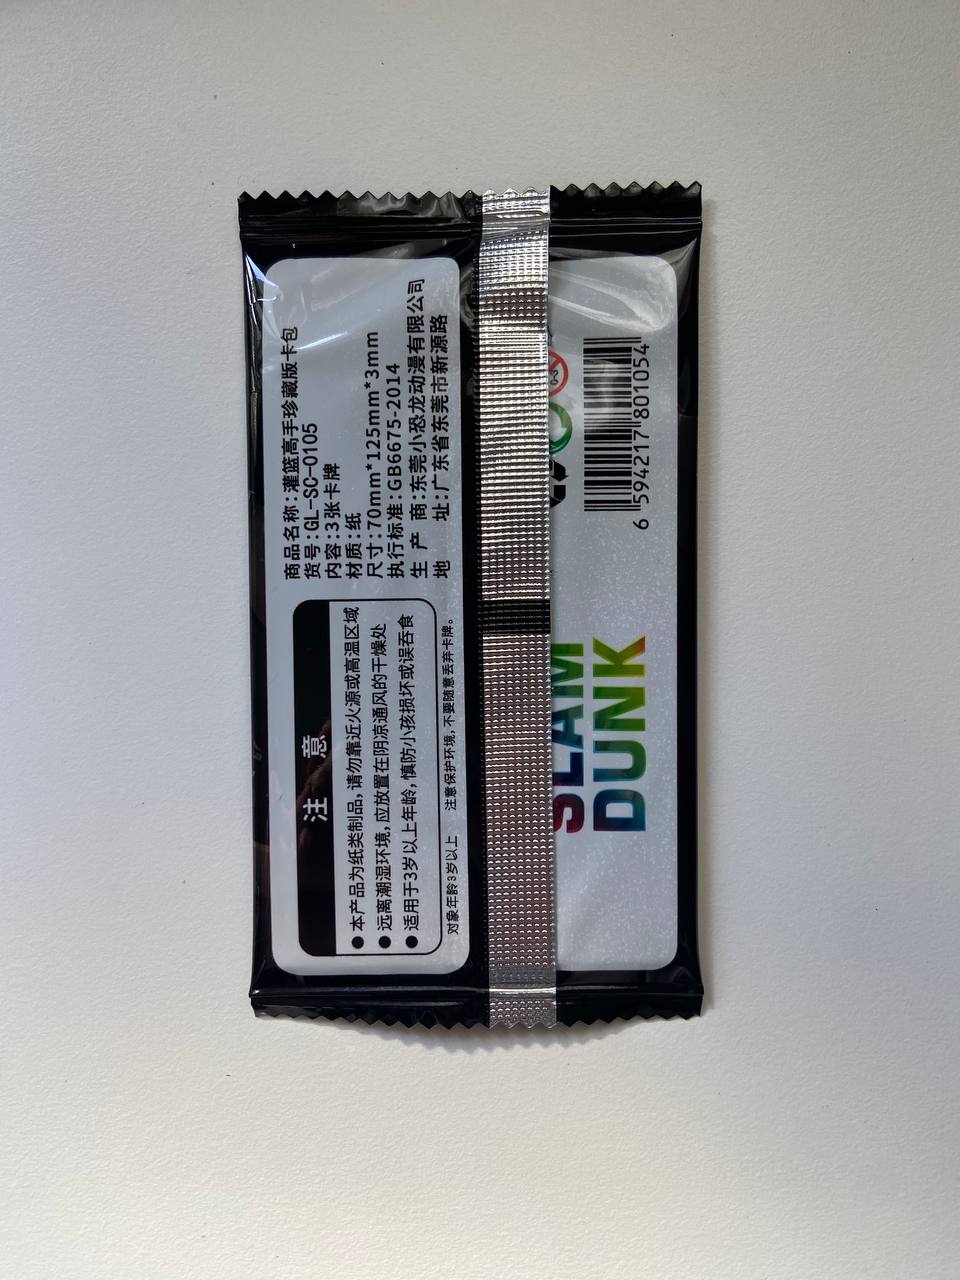 商品名称:灌篮高手珍藏版卡包
货号:GL-SC-0105
内容:3张卡牌
材质:纸
尺寸:70mm*125mm*3mm
执行标准:GB6675-2014
生产商:东莞小恐龙动漫有限公司
地址:广东省东莞市新源路
注意
●本产品为纸类制品,请勿靠近火源或高温区域
●远离潮湿环境,应放置在阴凉通风的干燥处
●适用于3岁以上年龄,慎防小孩损坏或误吞食
对象年龄3岁以上 注意保护环境,不要随意丢弃卡牌。
SLAM
DUNK
0-3
6 594217 801054